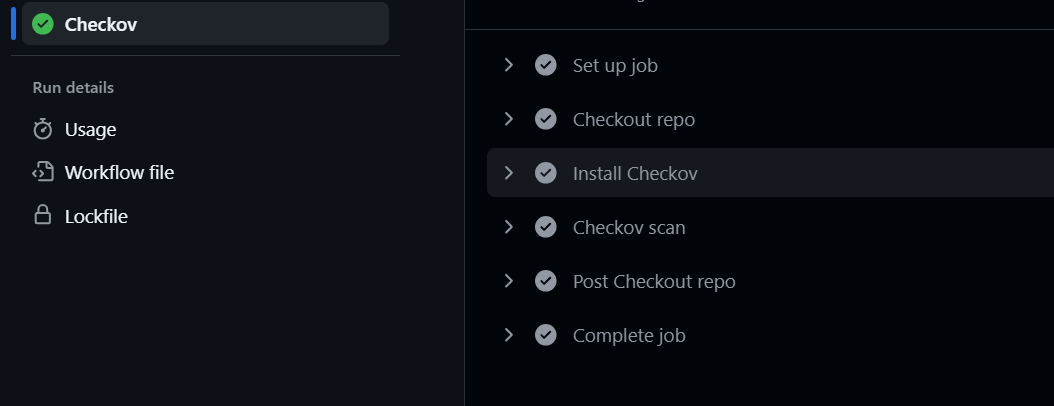 Checkov
Run details
Usage
Workflow file
Lockfile
Set up job
Checkout repo
Install Checkov
Checkov scan
Post Checkout repo
Complete job